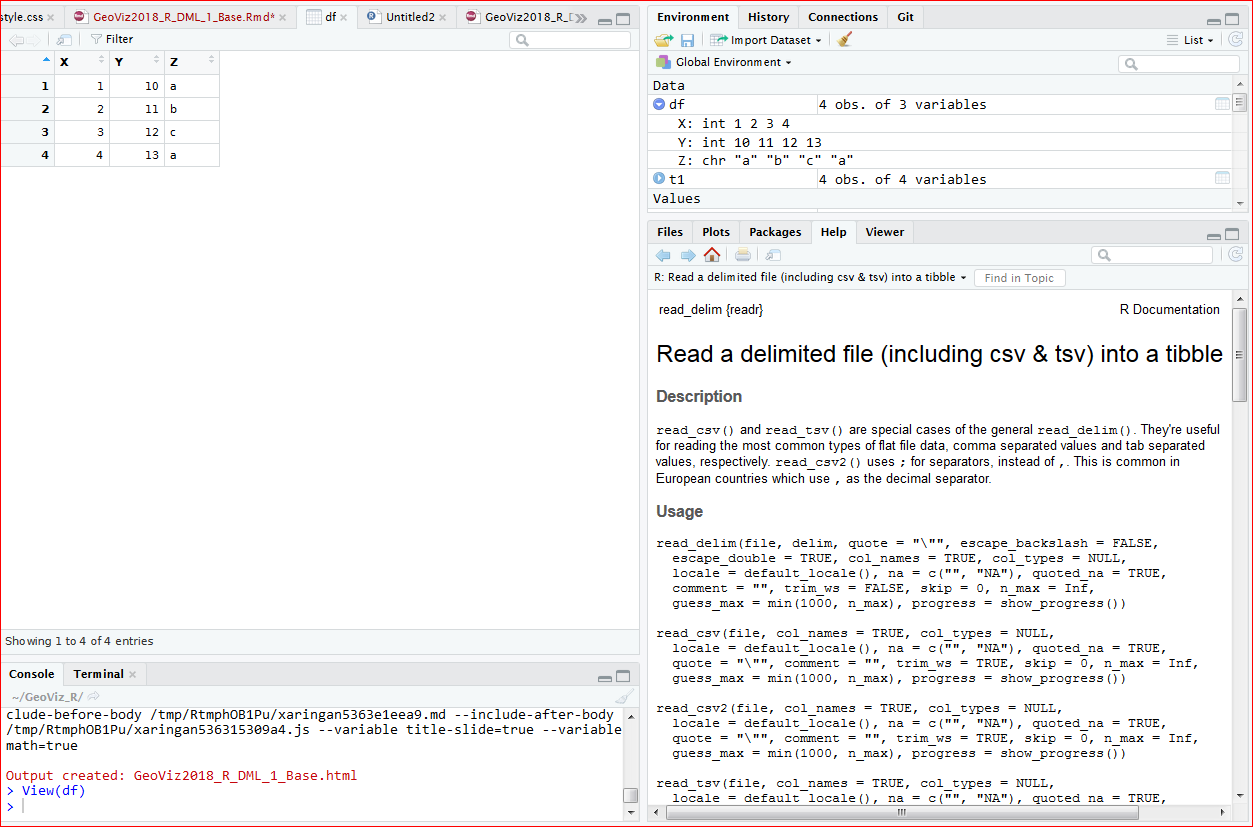 style.css
GeoViz2018_R_DML_1_Base.Rmd*
df
Untitled2
GeoViz2018_R_D
Filter
X Y Z
1 1 10 a
2 2 11 b
3 3 12 c
4 4 13 a
Showing 1 to 4 of 4 entries
Console Terminal
~/GeoViz_R/
clude-before-body /tmp/RtmphOB1Pu/xaringan5363e1eea9.md --include-after-body
/tmp/RtmphOB1Pu/xaringan536315309a4.js --variable title-slide=true --variable
math=true
Output created: GeoViz2018_R_DML_1_Base.html
> View(df)
>
Environment History Connections Git
Import Dataset List
Global Environment
Data
df 4 obs. of 3 variables
X: int 1 2 3 4
Y: int 10 11 12 13
Z: chr "a" "b" "c" "a"
t1 4 obs. of 4 variables
Values
Files Plots Packages Help Viewer
R: Read a delimited file (including csv & tsv) into a tibble Find in Topic
read_delim {readr} R Documentation
Read a delimited file (including csv & tsv) into a tibble
Description
read_csv() and read_tsv() are special cases of the general read_delim(). They're useful
for reading the most common types of flat file data, comma separated values and tab separated
values, respectively. read_csv2() uses ; for separators, instead of ,. This is common in
European countries which use , as the decimal separator.
Usage
read_delim(file, delim, quote = "\"", escape_backslash = FALSE,
escape_double = TRUE, col_names = TRUE, col_types = NULL,
locale = default_locale(), na = c("", "NA"), quoted_na = TRUE,
comment = "", trim_ws = FALSE, skip = 0, n_max = Inf,
guess_max = min(1000, n_max), progress = show_progress())
read_csv(file, col_names = TRUE, col_types = NULL,
locale = default_locale(), na = c("", "NA"), quoted_na = TRUE,
quote = "\"", comment = "", trim_ws = TRUE, skip = 0, n_max = Inf,
guess_max = min(1000, n_max), progress = show_progress())
read_csv2(file, col_names = TRUE, col_types = NULL,
locale = default_locale(), na = c("", "NA"), quoted_na = TRUE,
quote = "\"", comment = "", trim_ws = TRUE, skip = 0, n_max = Inf,
guess_max = min(1000, n_max), progress = show_progress())
read_tsv(file, col_names = TRUE, col_types = NULL,
locale = default_locale(), na = c("", "NA"), quoted_na = TRUE,